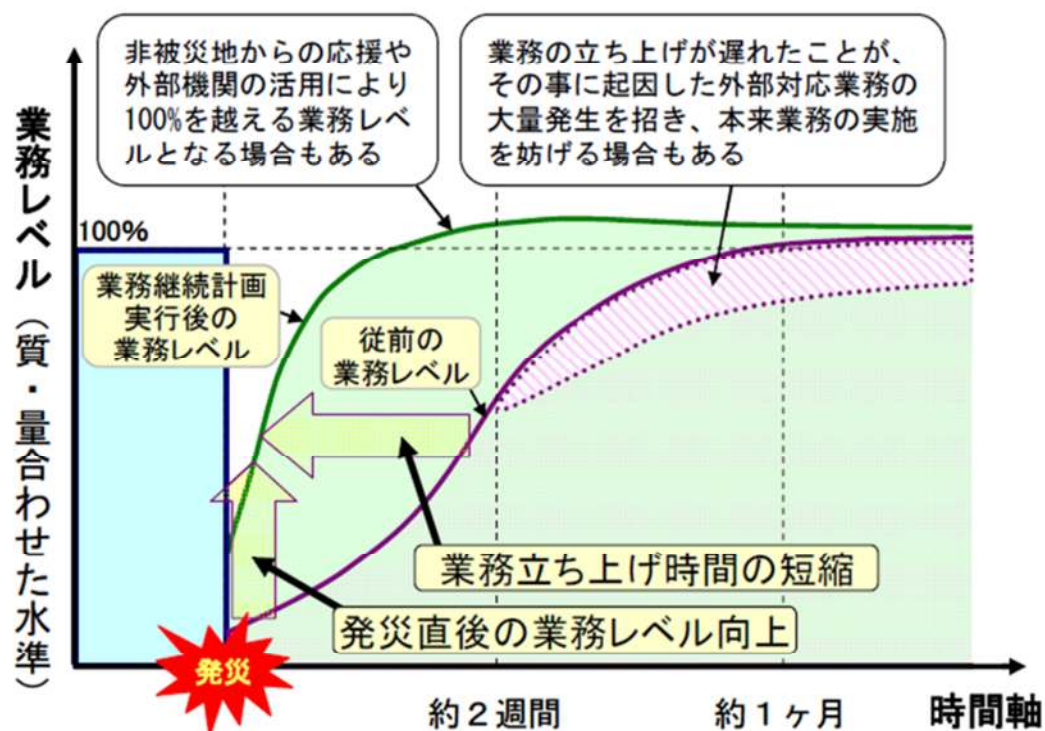 非被災地からの応援や
外部機関の活用により
100%を越える業務レベ
ルとなる場合もある
業務の立ち上げが遅れたことが、
その事に起因した外部対応業務の
大量発生を招き、本来業務の実施
を妨げる場合もある
業務レベル（質・量合わせた水準）
100%
業務継続計画
実行後の
業務レベル
従前の
業務レベル
業務立ち上げ時間の短縮
発災直後の業務レベル向上
発災
約２週間
約１ヶ月
時間軸